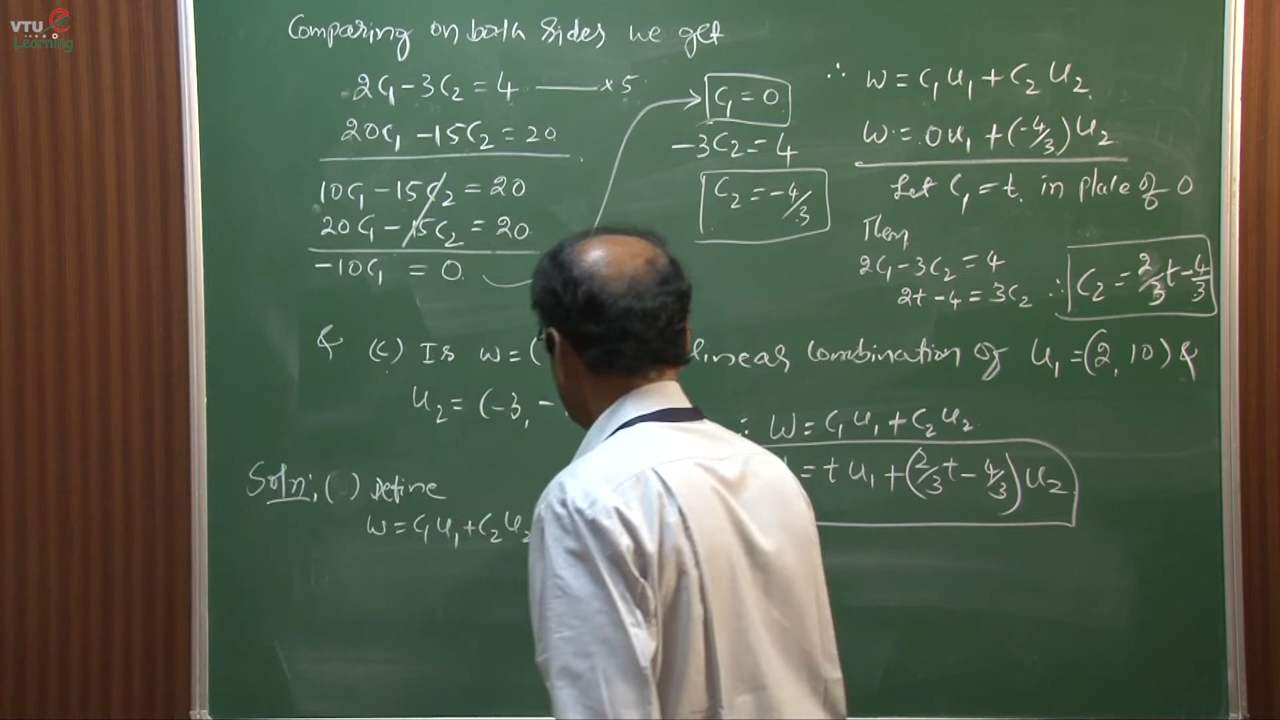 VTU e
Learning
Comparing on both sides we get
2C₁ - 3C₂ = 4 —— ×5
20C₁ - 15C₂ = 20
10C₁ - 15C₂ = 20
20C₁ - 15C₂ = 20
-10C₁ = 0
C₁ = 0
-3C₂ = 4
C₂ = -4/3
∴ W = C₁U₁ + C₂U₂
W = 0U₁ + (-4/3)U₂
Let C₁ = t in place of 0
Then
2C₁ - 3C₂ = 4
2t - 4 = 3C₂ ∴ C₂ = 2/3 t - 4/3
(c) Is W = ( linear combination of U₁ = (2, 10) &
U₂ = (-3, -
∴ W = C₁U₁ + C₂U₂
= tU₁ + (2/3 t - 4/3)U₂
Soln: ( ) Define
W = C₁U₁ + C₂U₂